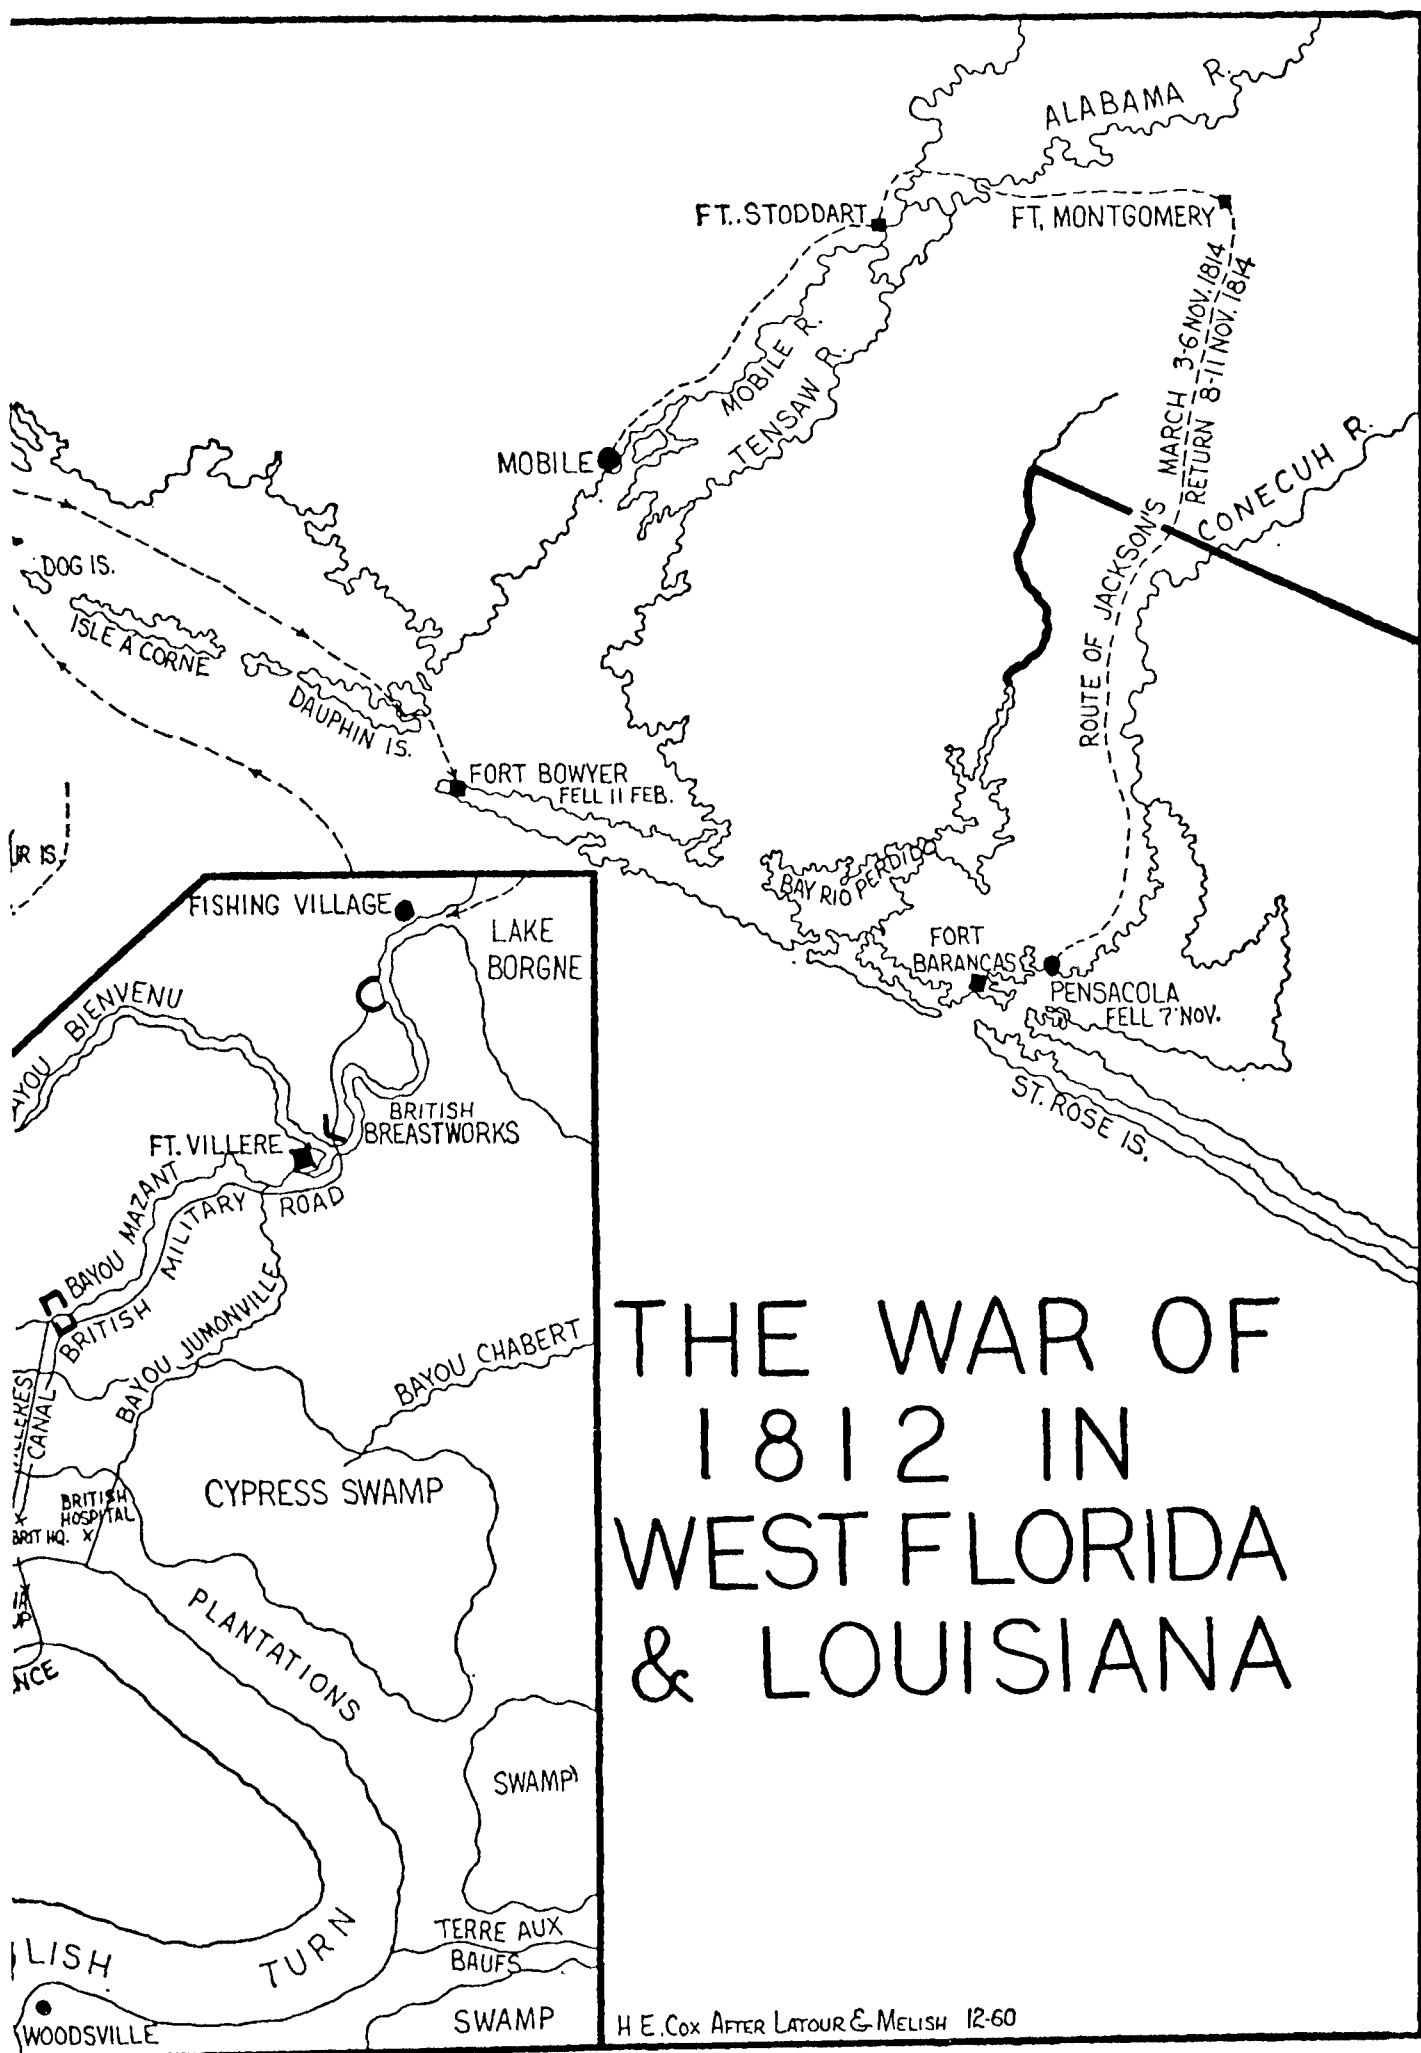 ALABAMA R.
FT. STODDART
FT. MONTGOMERY
MOBILE R.
TENSAW R.
MOBILE
ROUTE OF JACKSON'S MARCH 3-6 NOV. 1814
RETURN 8-11 NOV. 1814
CONECUH R.
DOG IS.
ISLE A CORNE
DAUPHIN IS.
FORT BOWYER
FELL 11 FEB.
IS.
BAY RIO PERDIDO
FORT
BARANCAS
PENSACOLA
FELL 7 NOV.
ST. ROSE IS.
FISHING VILLAGE
LAKE
BORGNE
AYOU BIENVENU
BRITISH
BREASTWORKS
FT. VILLERE
BAYOU MAZANT
BRITISH MILITARY ROAD
BAYOU JUMONVILLE
BAYOU CHABERT
CANAL
CYPRESS SWAMP
BRITISH
HOSPITAL
X
X
BRIT HQ.
PLANTATIONS
NCE
SWAMP
LISH TURN
TERRE AUX
BAUFS
SWAMP
WOODSVILLE
THE WAR OF
1812 IN
WEST FLORIDA
& LOUISIANA
H E. COX AFTER LATOUR & MELISH 12-60